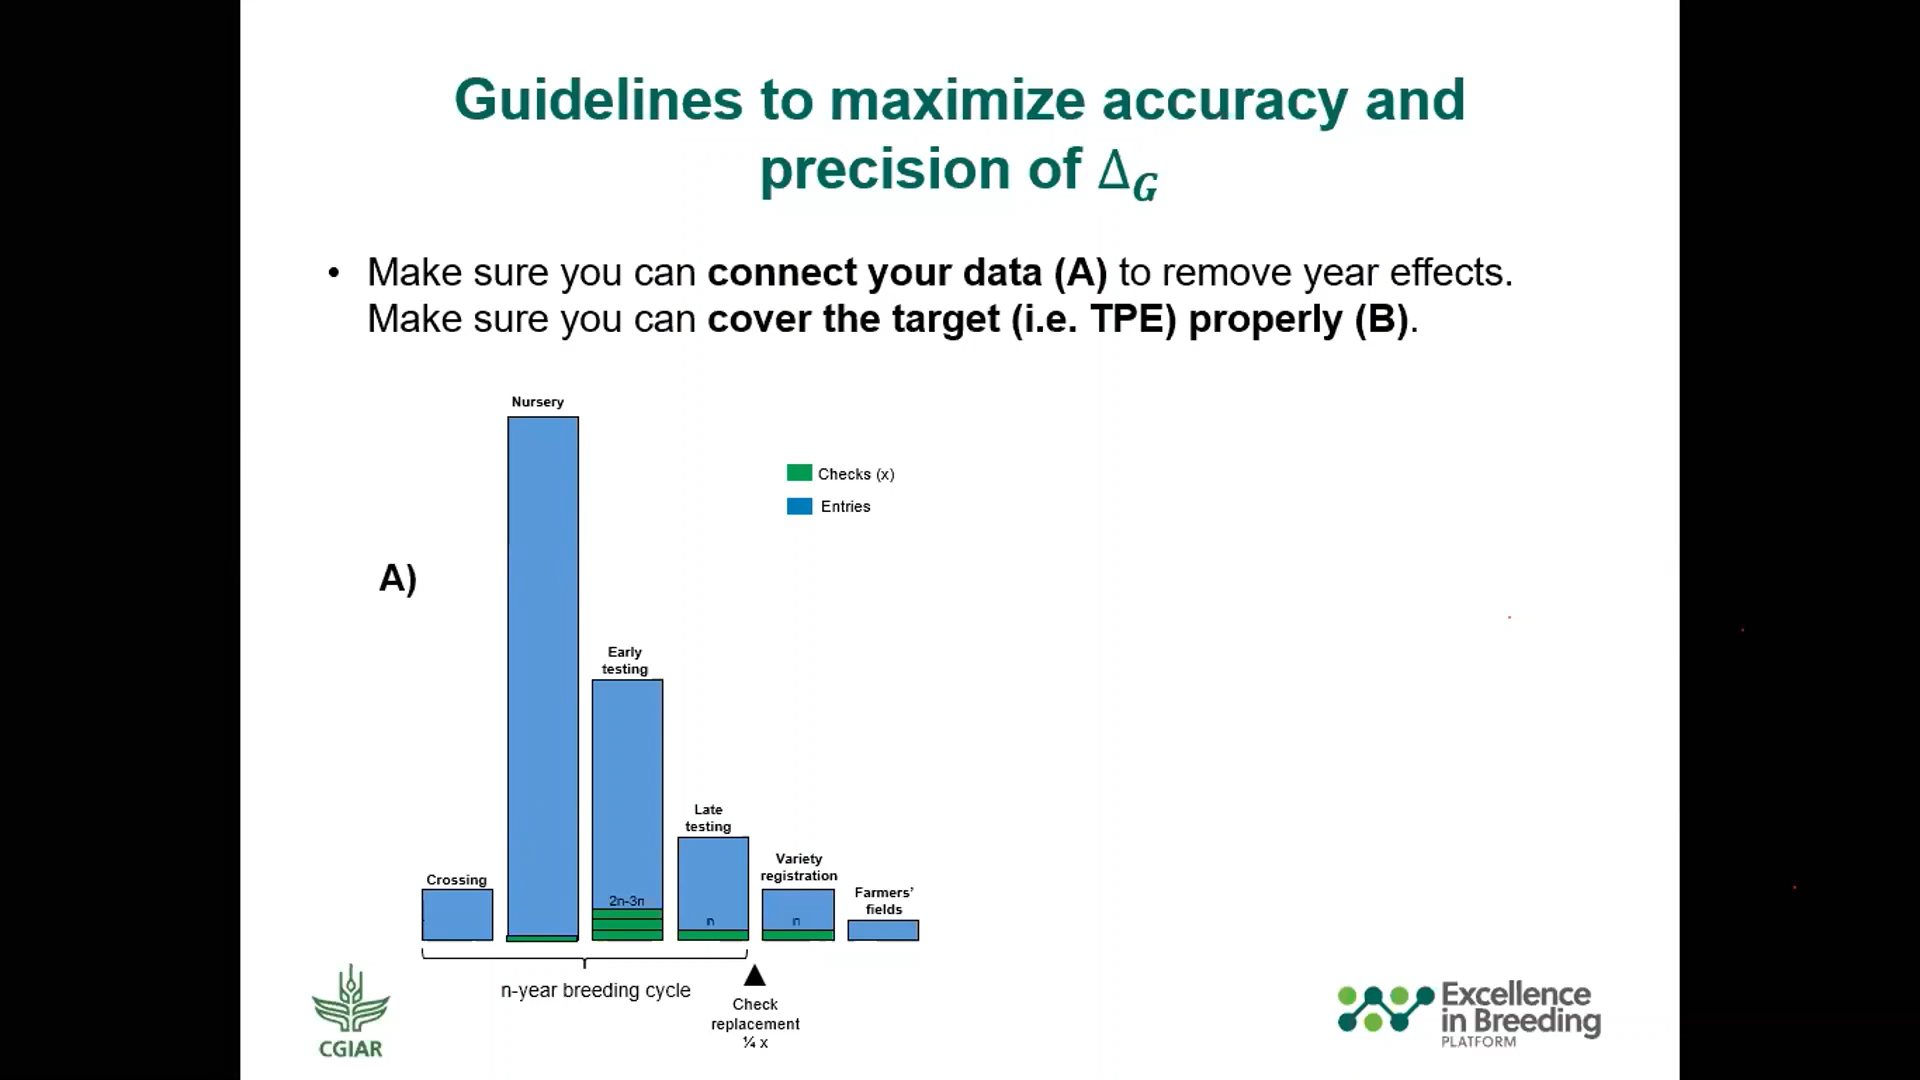 Guidelines to maximize accuracy and
precision of Δ_G
• Make sure you can connect your data (A) to remove year effects.
Make sure you can cover the target (i.e. TPE) properly (B).
Nursery
Checks (x)
Entries
A)
Early
testing
Late
testing
Variety
registration
Crossing
Farmers’
fields
2n-3n
n
n
n-year breeding cycle
Check
replacement
¼ x
CGIAR
Excellence
in Breeding
PLATFORM